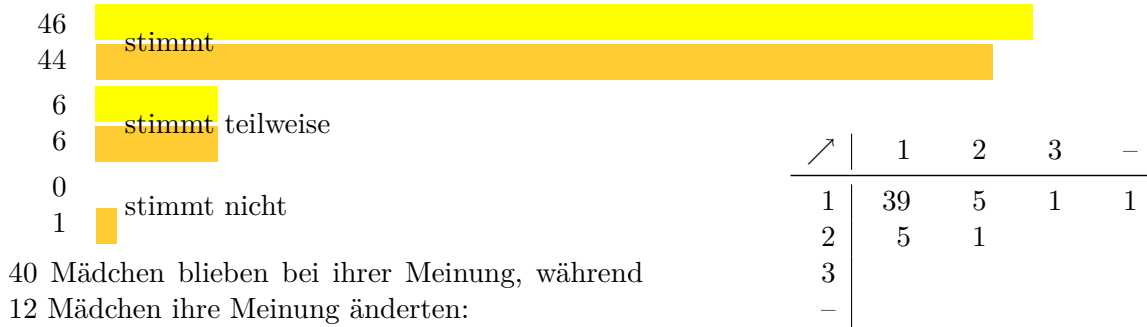 46
stimmt
44
6
stimmt teilweise
6
0
stimmt nicht
1
40 Mädchen blieben bei ihrer Meinung, während
12 Mädchen ihre Meinung änderten:
↗ 1 2 3 –
1 39 5 1 1
2 5 1
3
–